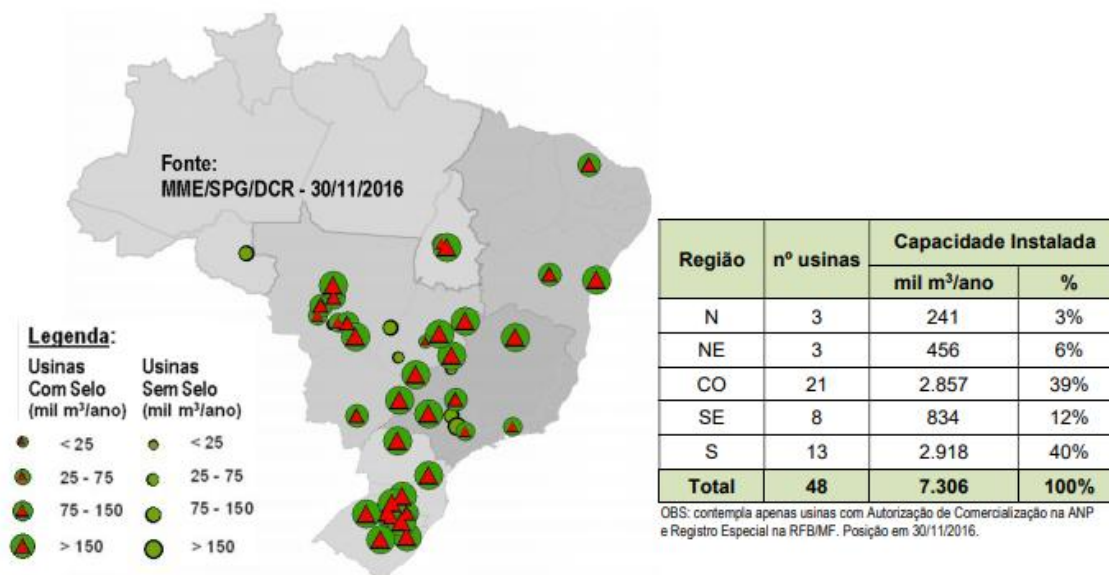 Fonte:
MME/SPG/DCR - 30/11/2016
Legenda:
Usinas Com Selo (mil m³/ano)
Usinas Sem Selo (mil m³/ano)
< 25
< 25
25 - 75
25 - 75
75 - 150
75 - 150
> 150
> 150
Região nº usinas Capacidade Instalada
mil m³/ano %
N 3 241 3%
NE 3 456 6%
CO 21 2.857 39%
SE 8 834 12%
S 13 2.918 40%
Total 48 7.306 100%
OBS: contempla apenas usinas com Autorização de Comercialização na ANP
e Registro Especial na RFB/MF. Posição em 30/11/2016.